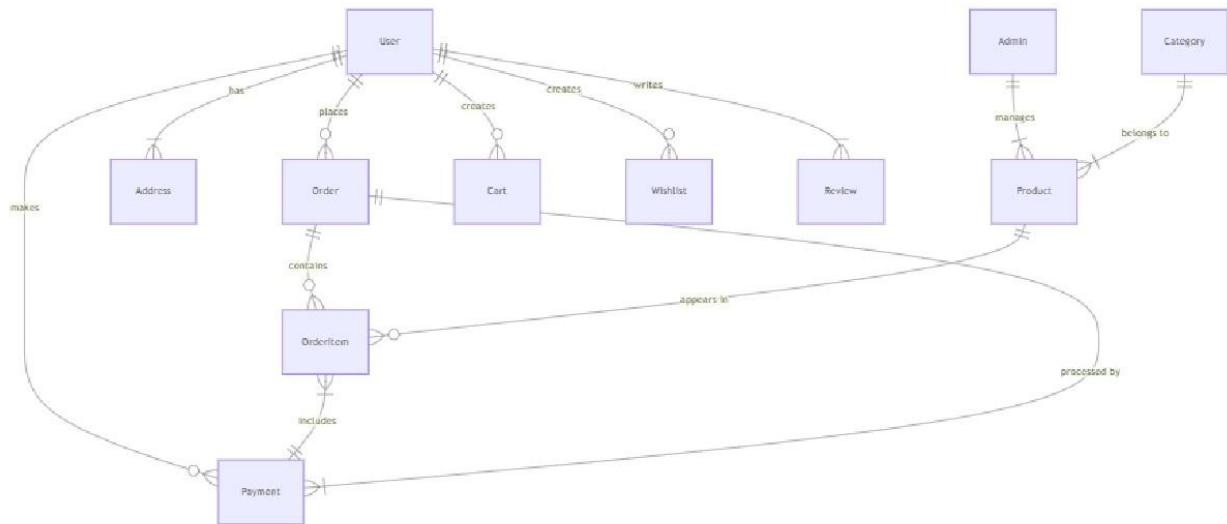 User
Admin
Category
has
places
creates
creates
writes
manages
belongs to
Address
Order
Cart
Wishlist
Review
Product
makes
contains
appears in
OrderItem
processed by
includes
Payment